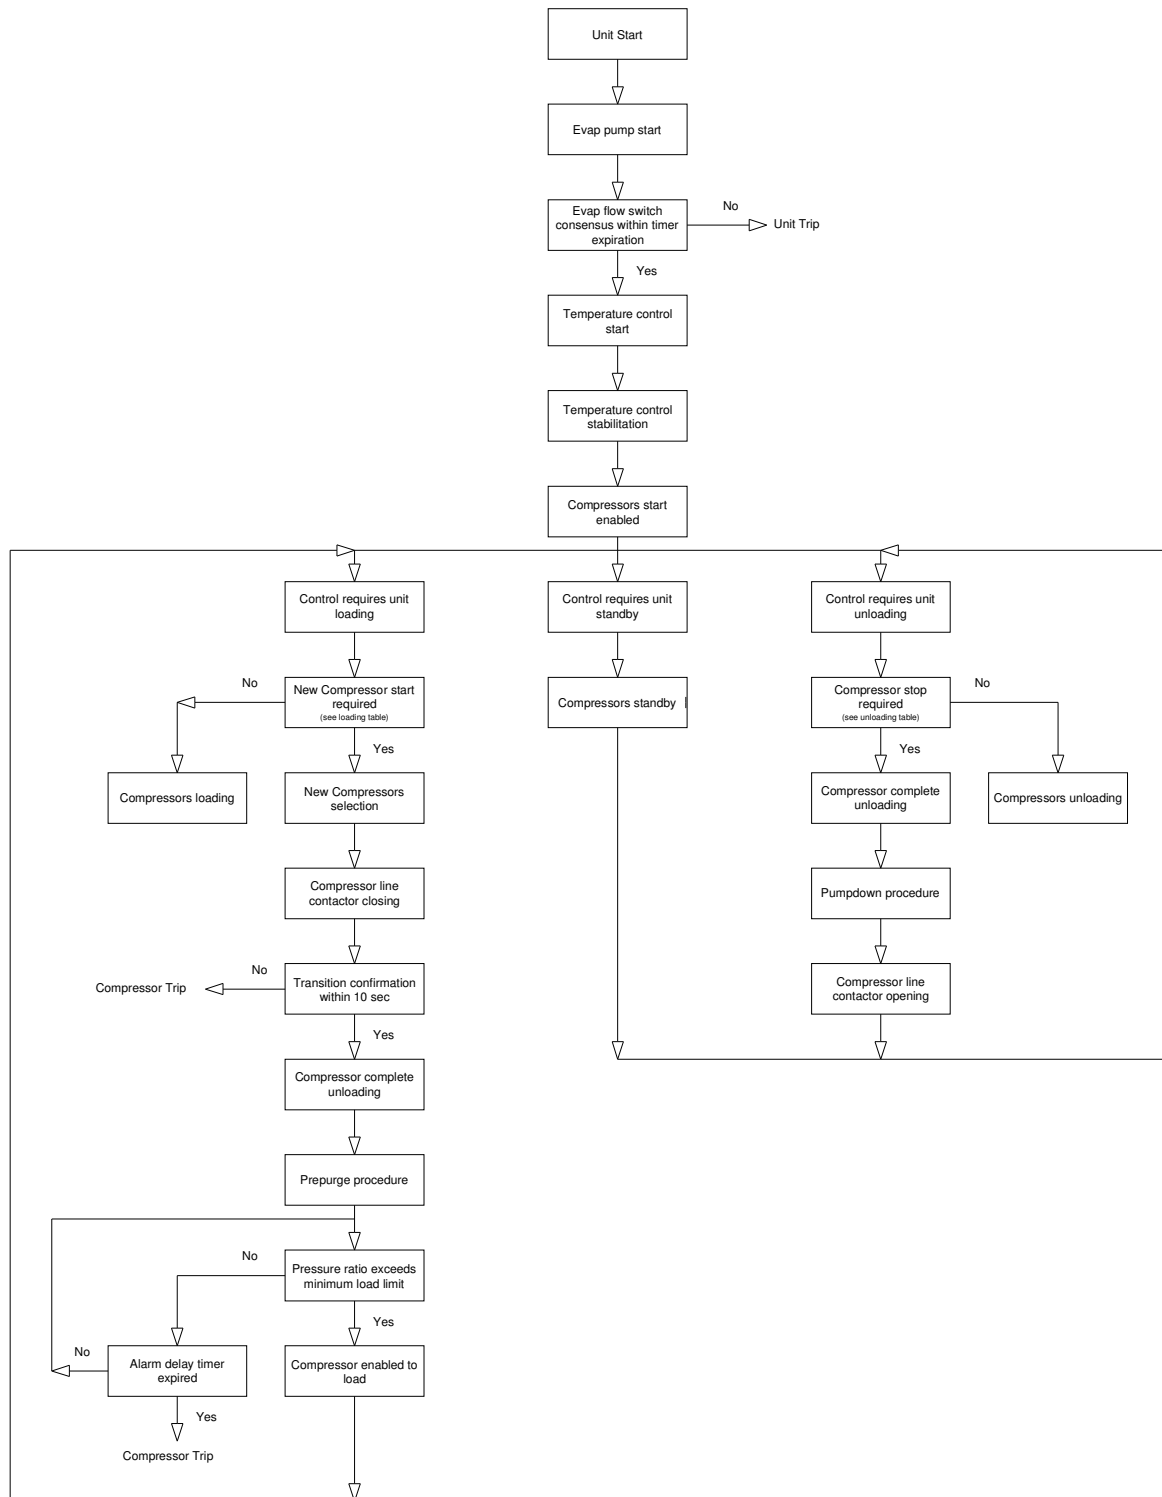 Unit Start
Evap pump start
Evap flow switch
consensus within timer
expiration
No
Unit Trip
Yes
Temperature control
start
Temperature control
stabilitation
Compressors start
enabled
Control requires unit
loading
Control requires unit
standby
Control requires unit
unloading
No
New Compressor start
required
(see loading table)
Compressors standby
Compressor stop
required
(see unloading table)
No
Yes
Yes
Compressors loading
New Compressors
selection
Compressor complete
unloading
Compressors unloading
Compressor line
contactor closing
Pumpdown procedure
Compressor Trip
No
Transition confirmation
within 10 sec
Compressor line
contactor opening
Yes
Compressor complete
unloading
Prepurge procedure
No
Pressure ratio exceeds
minimum load limit
Yes
No
Alarm delay timer
expired
Compressor enabled to
load
Yes
Compressor Trip